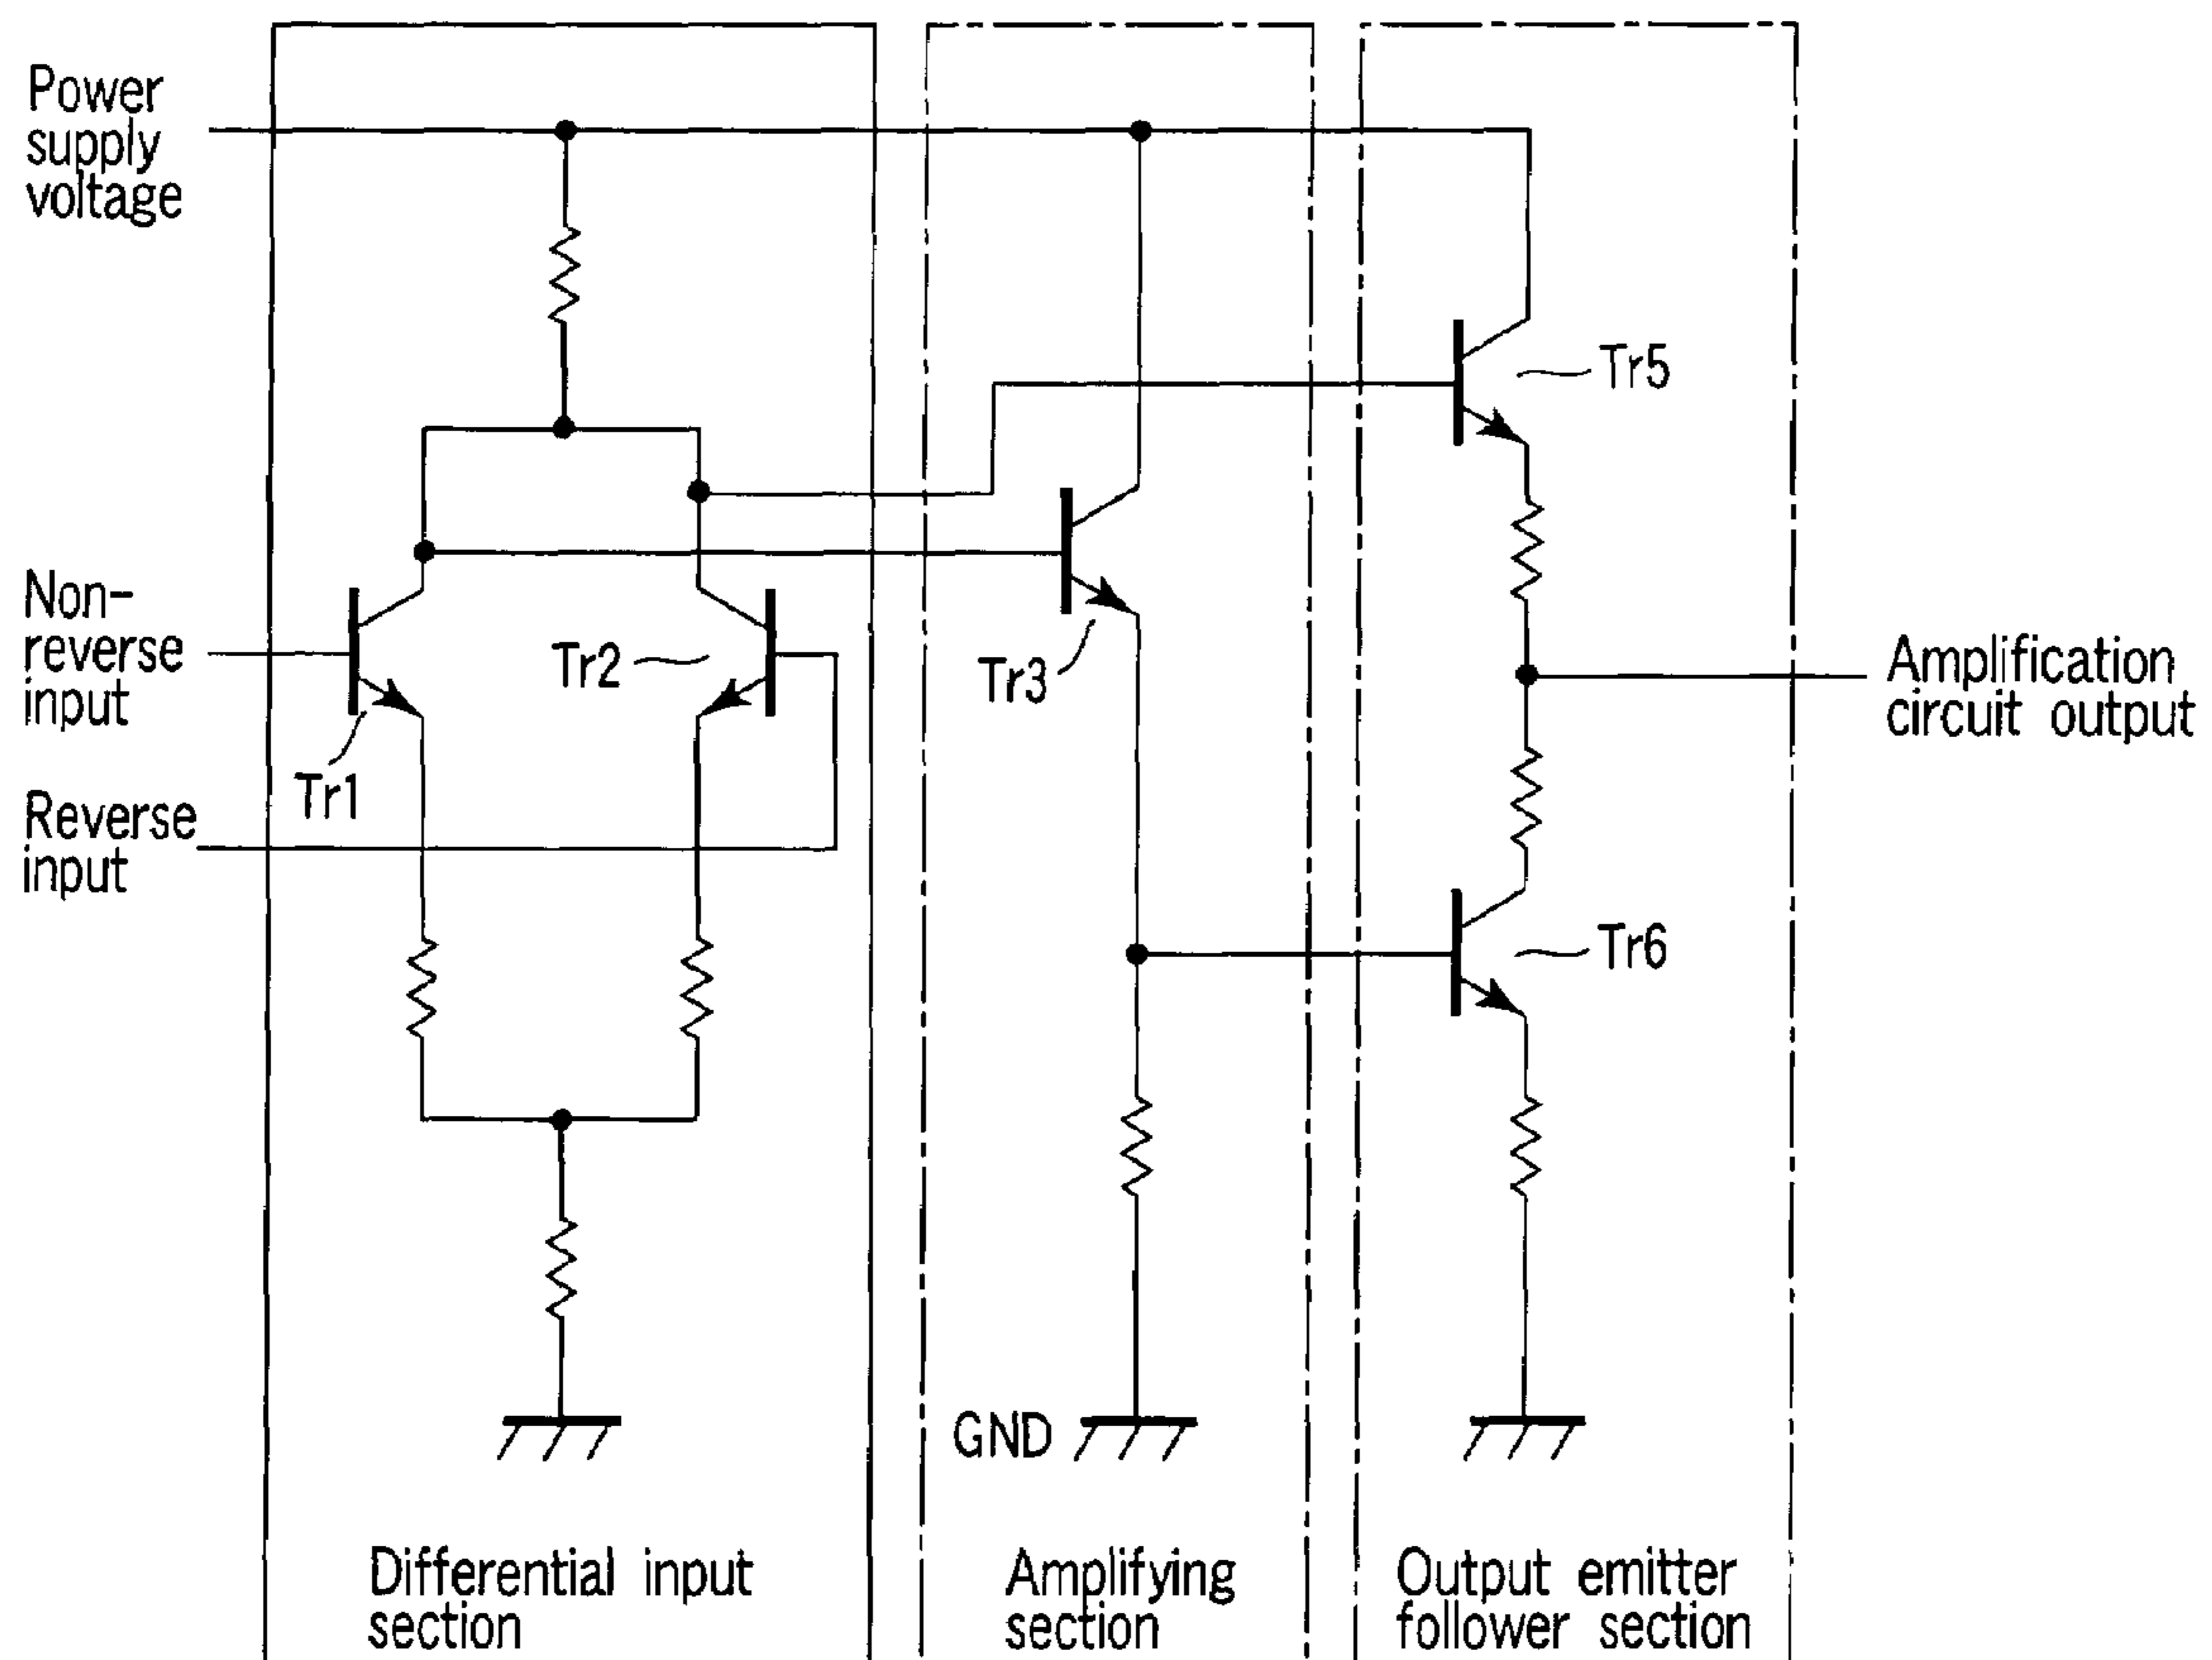 Power
supply
voltage
Tr5
Non-
reverse
input
Tr2
Tr3
Amplification
circuit output
Tr1
Reverse
input
Tr6
GND
Differential input
section
Amplifying
section
Output emitter
follower section